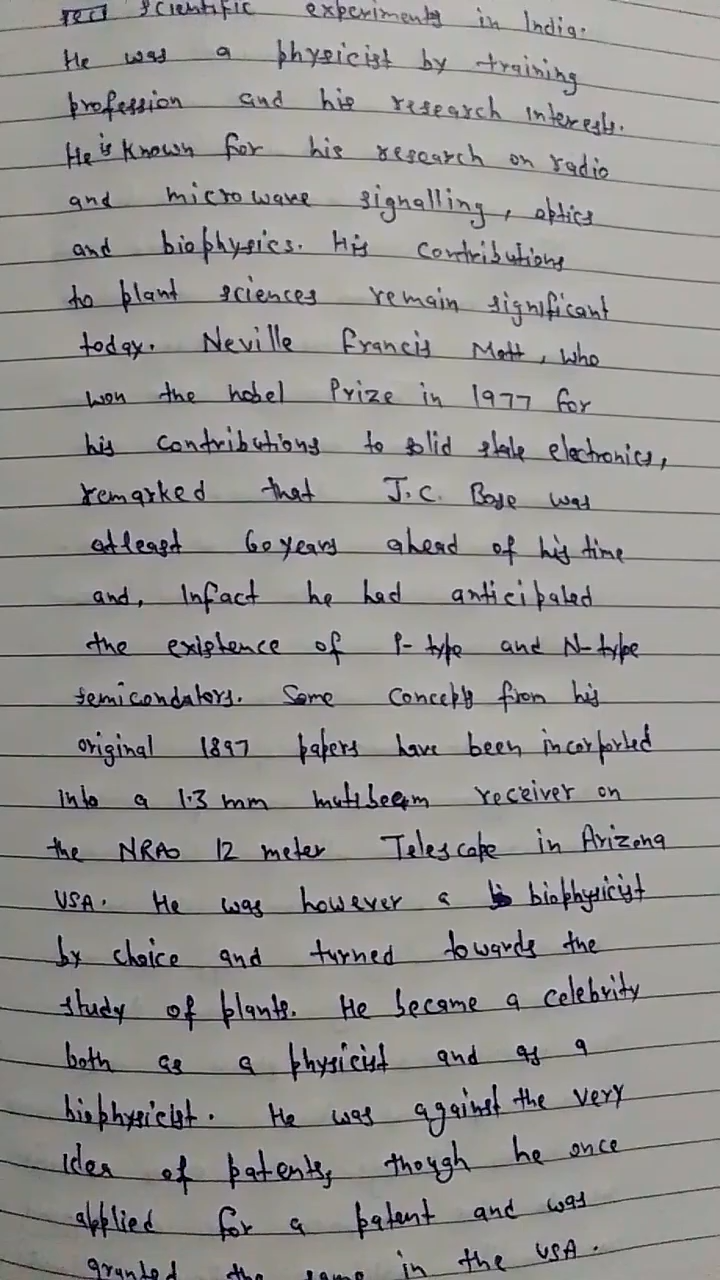 scientific experiments in India.
He was a physicist by training
profession and his research interests.
He is known for his research on radio
and microwave signalling, optics
and biophysics. His contributions
to plant sciences remain significant
today. Neville Francis Mott, who
won the nobel Prize in 1977 for
his contributions to solid state electronics,
remarked that J.C. Bose was
atleast 60 years ahead of his time
and, Infact he had anticipated
the existence of P-type and N-type
semicondators. Some concepts from his
original 1897 papers have been incorported
into a 1.3 mm mutibeam receiver on
the NRAO 12 meter Telescope in Arizona
USA. He was however a biophysicist
by choice and turned towards the
study of plants. He became a celebrity
both as a physicist and as a
biophysicist. He was against the very
idea of patents, though he once
applied for a patent and was
granted the same in the USA.